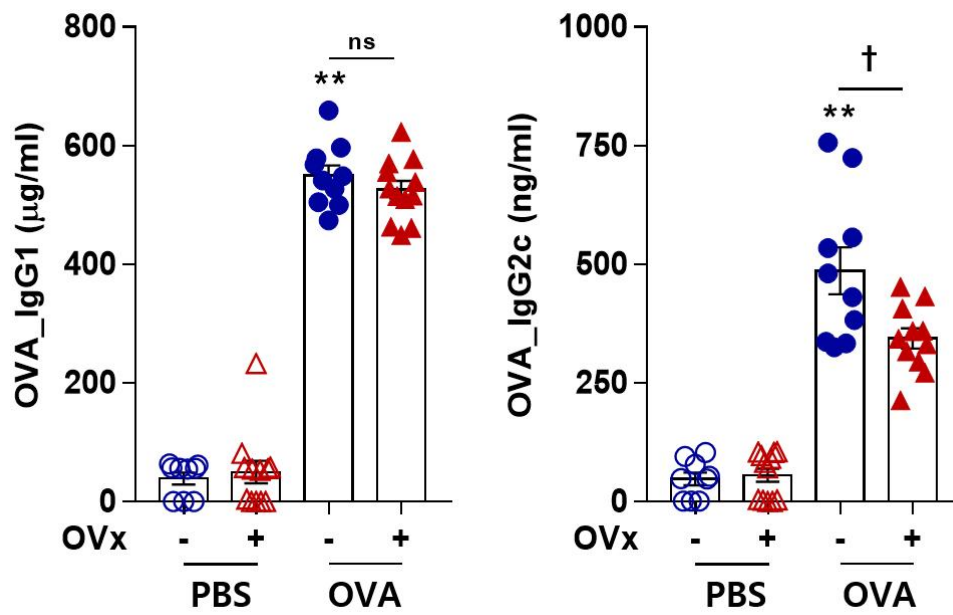 OVA_IgG1 (μg/ml)
800
600
400
200
0
ns
**
OVx - + - +
PBS OVA
OVA_IgG2c (ng/ml)
1000
750
500
250
0
†
**
OVx - + - +
PBS OVA